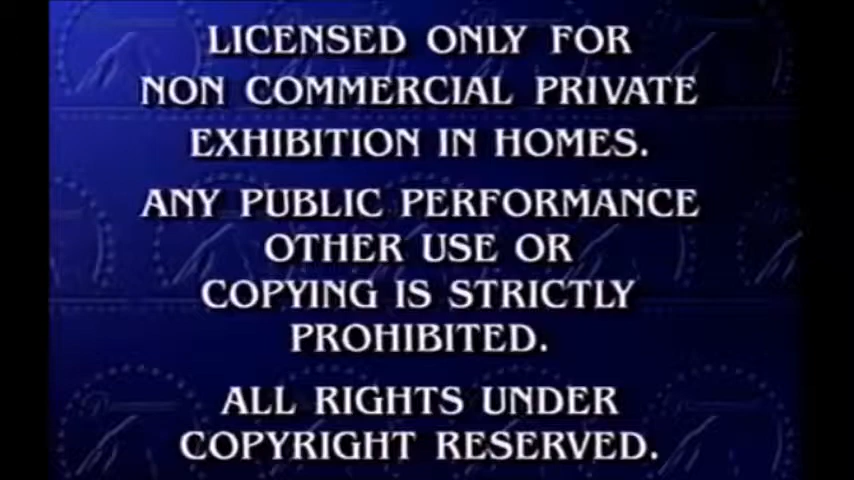 LICENSED ONLY FOR
NON COMMERCIAL PRIVATE
EXHIBITION IN HOMES.
ANY PUBLIC PERFORMANCE
OTHER USE OR
COPYING IS STRICTLY
PROHIBITED.
ALL RIGHTS UNDER
COPYRIGHT RESERVED.